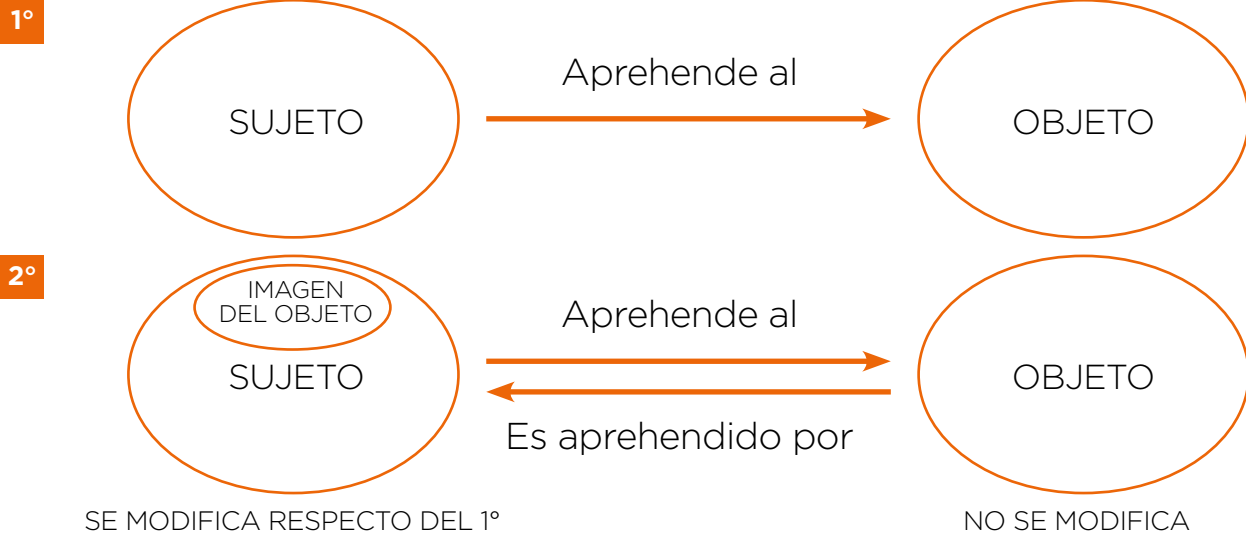 1°
Aprehende al
SUJETO
OBJETO
2°
IMAGEN
DEL OBJETO
Aprehende al
SUJETO
OBJETO
Es aprehendido por
SE MODIFICA RESPECTO DEL 1°
NO SE MODIFICA